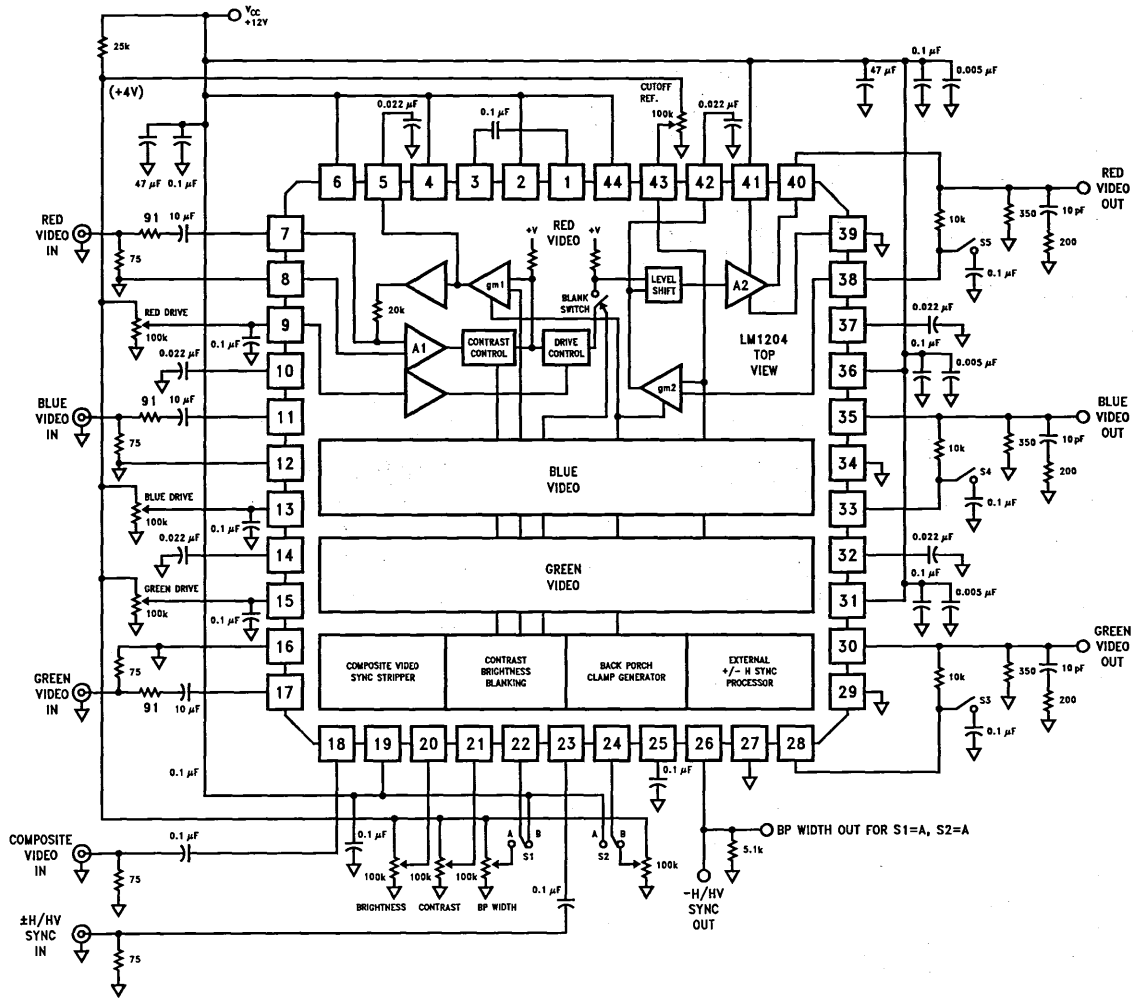 VCC
+12V
25k
(+4V)
47 µF
0.1 µF
0.022 µF
0.1 µF
CUTOFF
REF.
100k
0.022 µF
47 µF
0.1 µF
0.005 µF
6
5
4
3
2
1
44
43
42
41
40
RED
VIDEO
IN
91
10 µF
75
7
8
RED DRIVE
100k
0.1 µF
9
0.022 µF
10
BLUE
VIDEO
IN
91
10 µF
75
11
12
BLUE DRIVE
100k
0.1 µF
13
0.022 µF
14
GREEN DRIVE
100k
0.1 µF
15
75
16
GREEN
VIDEO
IN
91
10 µF
17
+V
RED
VIDEO
+V
gm1
20k
BLANK
SWITCH
LEVEL
SHIFT
A2
A1
CONTRAST
CONTROL
DRIVE
CONTROL
LM1204
TOP
VIEW
gm2
BLUE
VIDEO
GREEN
VIDEO
COMPOSITE VIDEO
SYNC STRIPPER
CONTRAST
BRIGHTNESS
BLANKING
BACK PORCH
CLAMP GENERATOR
EXTERNAL
+/− H SYNC
PROCESSOR
39
38
37
36
35
34
33
32
31
30
29
RED
VIDEO
OUT
10k
350
10 pF
200
S5
0.1 µF
0.022 µF
0.1 µF
0.005 µF
BLUE
VIDEO
OUT
10k
350
10 pF
200
S4
0.1 µF
0.022 µF
0.1 µF
0.005 µF
GREEN
VIDEO
OUT
10k
350
10 pF
200
S3
0.1 µF
18
19
20
21
22
23
24
25
26
27
28
0.1 µF
0.1 µF
COMPOSITE
VIDEO
IN
0.1 µF
75
100k
BRIGHTNESS
100k
CONTRAST
100k
BP WIDTH
A
B
S1
0.1 µF
A
B
S2
100k
BP WIDTH OUT FOR S1=A, S2=A
5.1k
−H/HV
SYNC
OUT
±H/HV
SYNC
IN
75